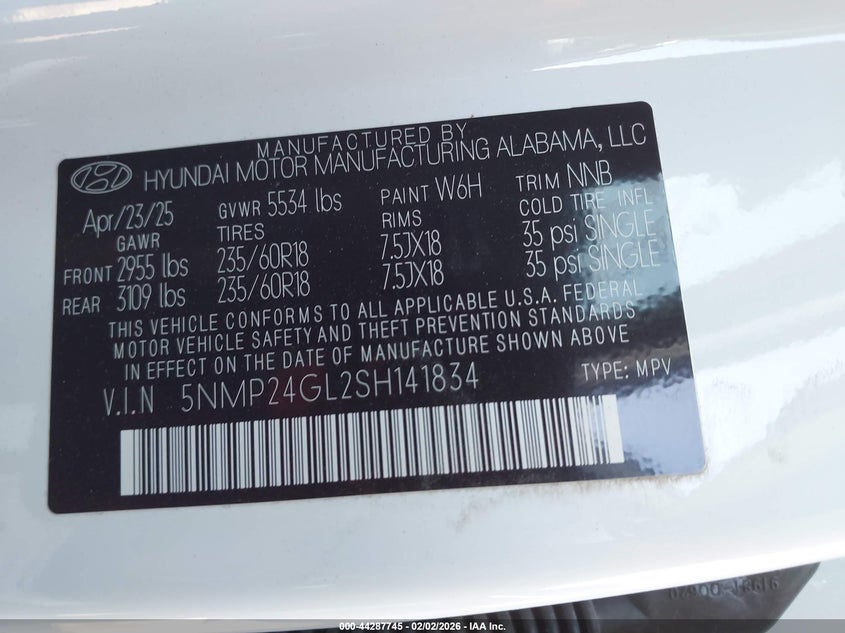 MANUFACTURED BY
HYUNDAI MOTOR MANUFACTURING ALABAMA, LLC
Apr/23/25 GVWR 5534 lbs PAINT W6H TRIM NNB
GAWR TIRES RIMS COLD TIRE INFL
FRONT 2955 lbs 235/60R18 7.5JX18 35 psi SINGLE
REAR 3109 lbs 235/60R18 7.5JX18 35 psi SINGLE
THIS VEHICLE CONFORMS TO ALL APPLICABLE U.S.A. FEDERAL
MOTOR VEHICLE SAFETY AND THEFT PREVENTION STANDARDS
IN EFFECT ON THE DATE OF MANUFACTURE SHOWN ABOVE
V.I.N 5NMP24GL2SH141834 TYPE: MPV
000-44287745 - 02/02/2026 - IAA Inc.